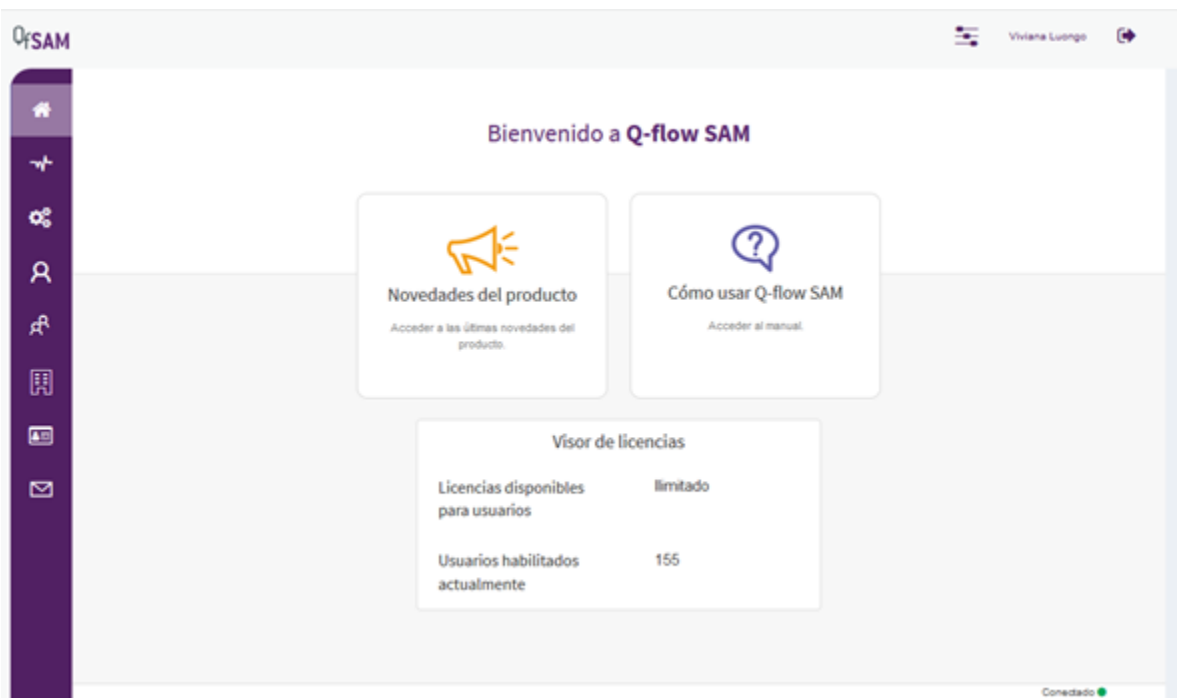 QfSAM
Viviana Luongo
Bienvenido a Q-flow SAM
Novedades del producto
Acceder a las últimas novedades del
producto.
Cómo usar Q-flow SAM
Acceder al manual.
Visor de licencias
Licencias disponibles
para usuarios
Ilimitado
Usuarios habilitados
actualmente
155
Conectado